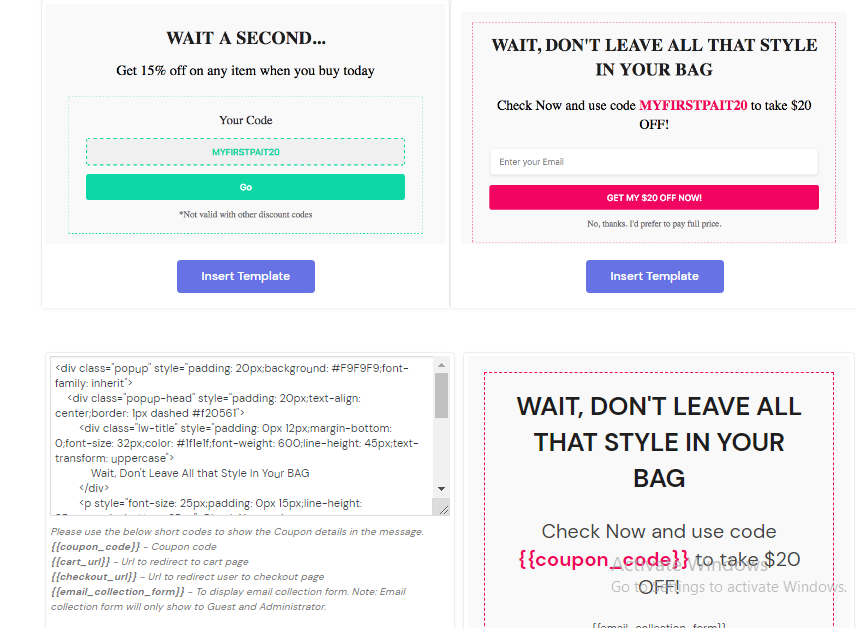 WAIT A SECOND...
Get 15% off on any item when you buy today
Your Code
MYFIRSTPAIT20
Go
*Not valid with other discount codes
Insert Template
WAIT, DON'T LEAVE ALL THAT STYLE
IN YOUR BAG
Check Now and use code MYFIRSTPAIT20 to take $20
OFF!
Enter your Email
GET MY $20 OFF NOW!
No, thanks. I'd prefer to pay full price.
Insert Template
<div class="popup" style="padding: 20px;background: #F9F9F9;font-
family: inherit">
<div class="popup-head" style="padding: 20px;text-align:
center;border: 1px dashed #f20561">
<div class="lw-title" style="padding: 0px 12px;margin-bottom:
0;font-size: 32px;color: #1f1e1f;font-weight: 600;line-height: 45px;text-
transform: uppercase">
Wait, Don't Leave All that Style In Your BAG
</div>
<p style="font-size: 25px;padding: 0px 15px;line-height:
Please use the below short codes to show the Coupon details in the message.
{{coupon_code}} - Coupon code
{{cart_url}} - Url to redirect to cart page
{{checkout_url}} - Url to redirect user to checkout page
{{email_collection_form}} - To display email collection form. Note: Email
collection form will only show to Guest and Administrator.
WAIT, DON'T LEAVE ALL
THAT STYLE IN YOUR
BAG
Check Now and use code
{{coupon_code}} to take $20
OFF!
{{email_collection_form}}
Activate Windows
Go to Settings to activate Windows.